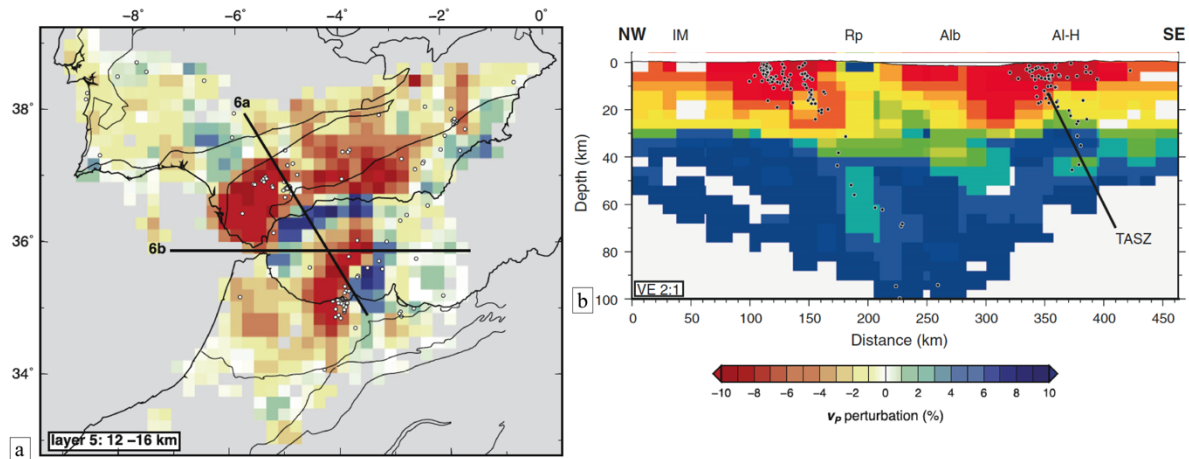 −8° −6° −4° −2° 0°
38°
36°
34°
6a
6b
layer 5: 12 −16 km
a
NW IM Rp Alb Al-H SE
0
20
40
60
80
100
Depth (km)
TASZ
VE 2:1
b
0 50 100 150 200 250 300 350 400 450
Distance (km)
−10 −8 −6 −4 −2 0 2 4 6 8 10
vP perturbation (%)